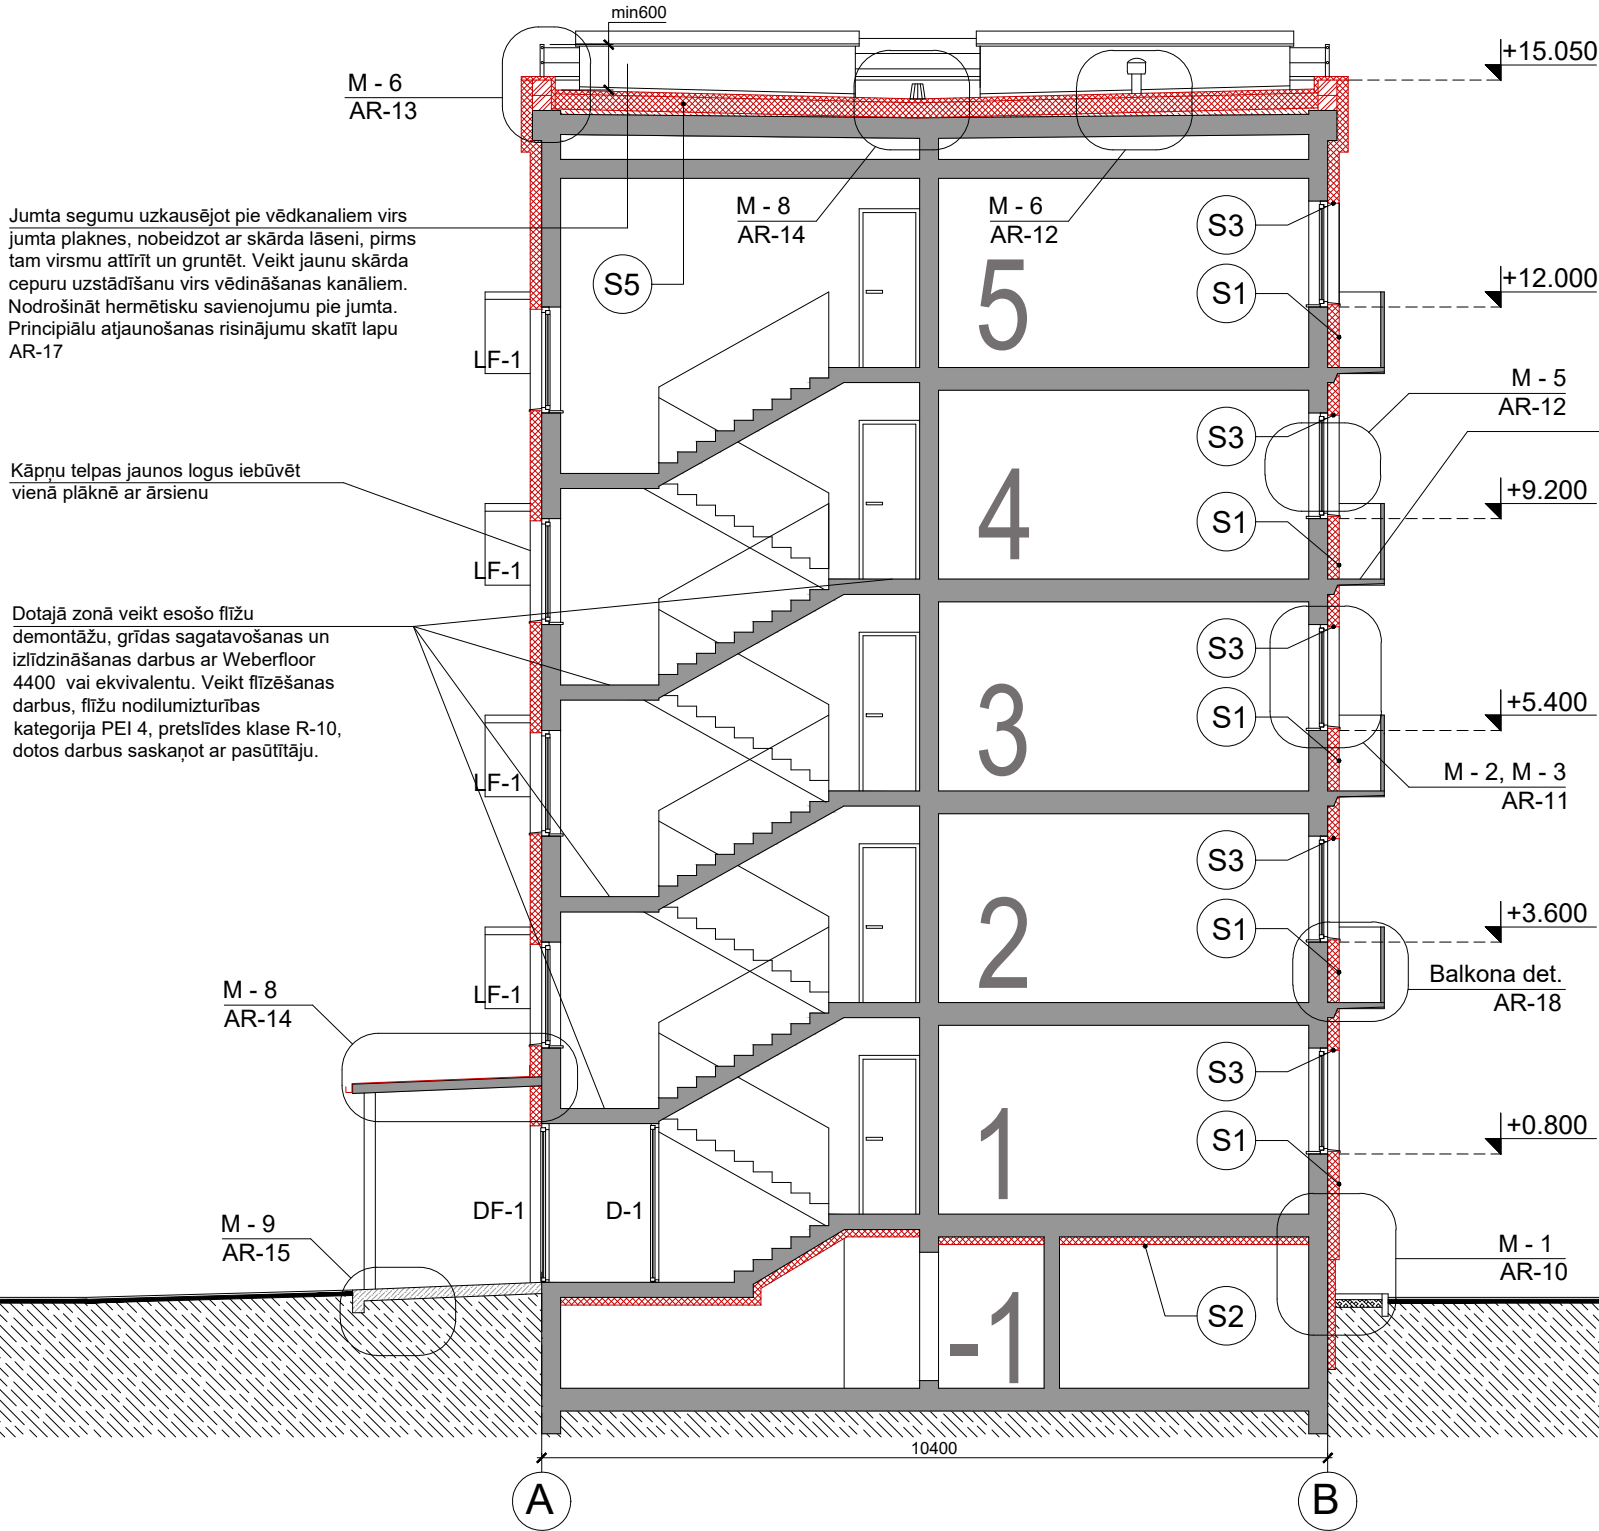 min600
+15.050
M - 6
AR-13
Jumta segumu uzkausējot pie vēdkanaliem virs
jumta plaknes, nobeidzot ar skārda lāseni, pirms
tam virsmu attīrīt un gruntēt. Veikt jaunu skārda
cepuru uzstādīšanu virs vēdināšanas kanāliem.
Nodrošināt hermētisku savienojumu pie jumta.
Principiālu atjaunošanas risinājumu skatīt lapu
AR-17
M - 8
AR-14
M - 6
AR-12
S3
S5
5
S1
+12.000
LF-1
M - 5
AR-12
S3
Kāpņu telpas jaunos logus iebūvēt
vienā plāknē ar ārsienu
4
+9.200
S1
LF-1
Dotajā zonā veikt esošo flīžu
demontāžu, grīdas sagatavošanas un
izlīdzināšanas darbus ar Weberfloor
4400 vai ekvivalentu. Veikt flīzēšanas
darbus, flīžu nodilumizturības
kategorija PEI 4, pretslīdes klase R-10,
dotos darbus saskaņot ar pasūtītāju.
S3
3
S1
+5.400
LF-1
M - 2, M - 3
AR-11
S3
2
S1
+3.600
LF-1
Balkona det.
AR-18
M - 8
AR-14
S3
1
S1
+0.800
DF-1
D-1
M - 9
AR-15
M - 1
AR-10
-1
S2
10400
A
B